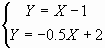 Y = X − 1
Y = −0.5X + 2